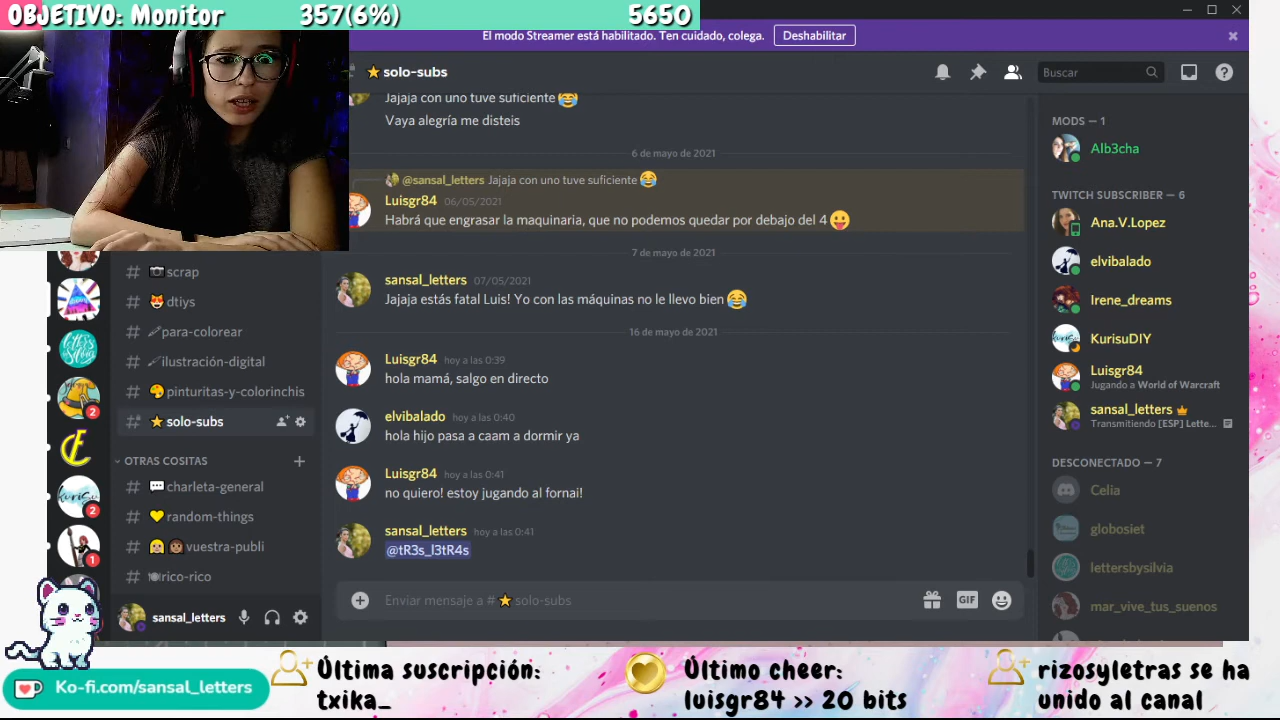 OBJETIVO: Monitor 357(6%) 5650
El modo Streamer está habilitado. Ten cuidado, colega. Deshabilitar
solo-subs
Buscar
Jajaja con uno tuve suficiente 😂
Vaya alegría me disteis
6 de mayo de 2021
@sansal_letters Jajaja con uno tuve suficiente 😂
Luisgr84 06/05/2021
Habrá que engrasar la maquinaria, que no podemos quedar por debajo del 4 😛
7 de mayo de 2021
sansal_letters 07/05/2021
Jajaja estás fatal Luis! Yo con las máquinas no le llevo bien 😂
16 de mayo de 2021
Luisgr84 hoy a las 0:39
hola mamá, salgo en directo
elvibalado hoy a las 0:40
hola hijo pasa a caam a dormir ya
Luisgr84 hoy a las 0:41
no quiero! estoy jugando al fornai!
sansal_letters hoy a las 0:41
@tR3s_l3tR4s
Enviar mensaje a # ⭐ solo-subs
GIF
# scrap
# dtiys
# para-colorear
# ilustración-digital
# pinturitas-y-colorinchis
# solo-subs
OTRAS COSITAS
# charleta-general
# random-things
# vuestra-publi
# rico-rico
2
2
1
sansal_letters
MODS — 1
Alb3cha
TWITCH SUBSCRIBER — 6
Ana.V.Lopez
elvibalado
Irene_dreams
KurisuDIY
Luisgr84
Jugando a World of Warcraft
sansal_letters
Transmitiendo [ESP] Lette...
DESCONECTADO — 7
Celia
globosiet
lettersbysilvia
mar_vive_tus_suenos
Ko-fi.com/sansal_letters
Última suscripción:
txika_
Último cheer:
luisgr84 >> 20 bits
rizosyletras se ha
unido al canal